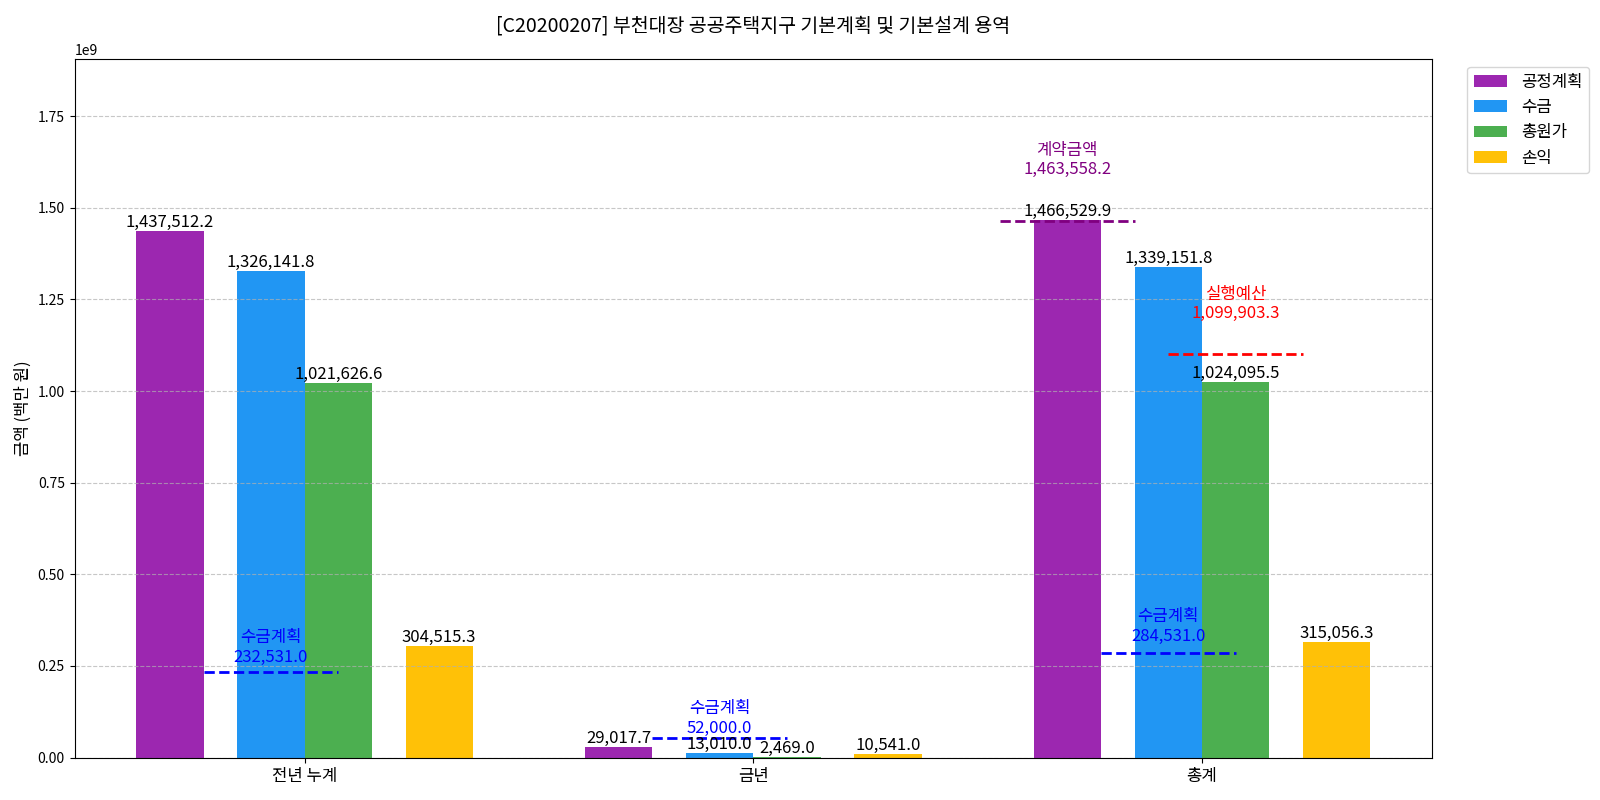 [C20200207] 부천대장 공공주택지구 기본계획 및 기본설계 용역
1e9
금액 (백만 원)
1.75
1.50
1.25
1.00
0.75
0.50
0.25
0.00
1,437,512.2
1,326,141.8
1,021,626.6
수금계획
232,531.0
304,515.3
29,017.7
수금계획
52,000.0
13,010.0
2,469.0
10,541.0
계약금액
1,463,558.2
1,466,529.9
1,339,151.8
실행예산
1,099,903.3
1,024,095.5
수금계획
284,531.0
315,056.3
전년 누계
금년
총계
공정계획
수금
총원가
손익